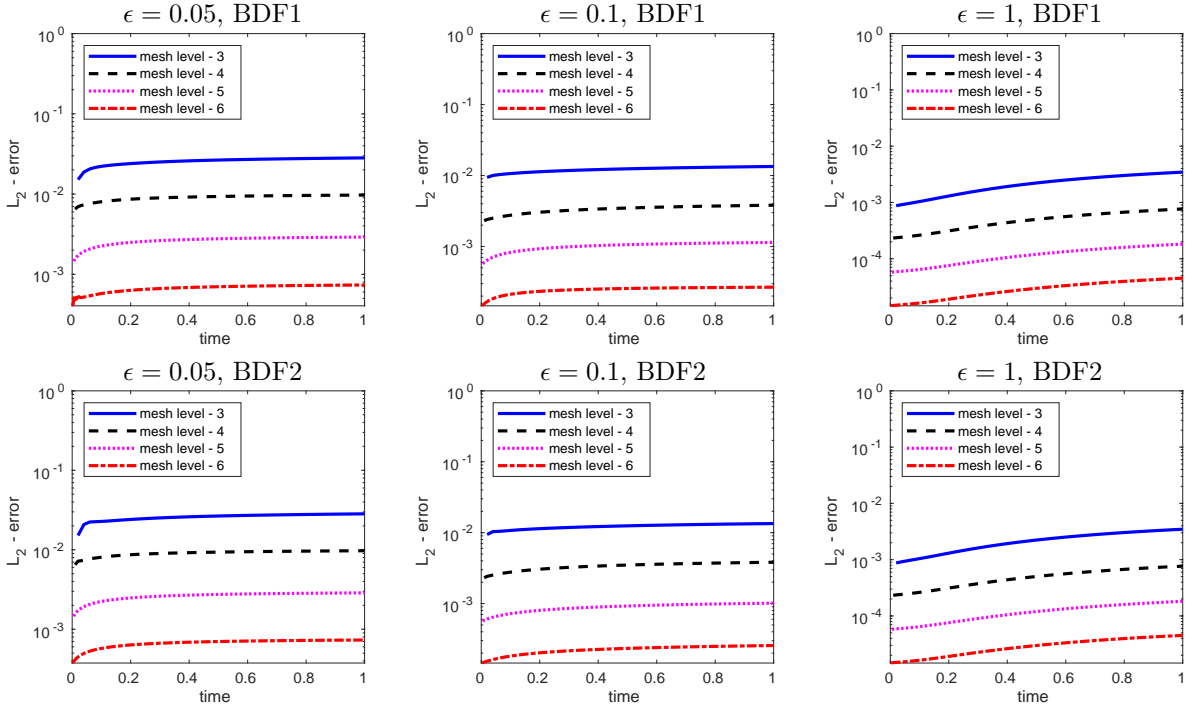 ϵ = 0.05, BDF1
10^0
10^-1
10^-2
10^-3
L_2 - error
mesh level - 3
mesh level - 4
mesh level - 5
mesh level - 6
0 0.2 0.4 0.6 0.8 1
time
ϵ = 0.1, BDF1
10^0
10^-1
10^-2
10^-3
L_2 - error
mesh level - 3
mesh level - 4
mesh level - 5
mesh level - 6
0 0.2 0.4 0.6 0.8 1
time
ϵ = 1, BDF1
10^0
10^-1
10^-2
10^-3
10^-4
L_2 - error
mesh level - 3
mesh level - 4
mesh level - 5
mesh level - 6
0 0.2 0.4 0.6 0.8 1
time
ϵ = 0.05, BDF2
10^0
10^-1
10^-2
10^-3
L_2 - error
mesh level - 3
mesh level - 4
mesh level - 5
mesh level - 6
0 0.2 0.4 0.6 0.8 1
time
ϵ = 0.1, BDF2
10^0
10^-1
10^-2
10^-3
L_2 - error
mesh level - 3
mesh level - 4
mesh level - 5
mesh level - 6
0 0.2 0.4 0.6 0.8 1
time
ϵ = 1, BDF2
10^0
10^-1
10^-2
10^-3
10^-4
L_2 - error
mesh level - 3
mesh level - 4
mesh level - 5
mesh level - 6
0 0.2 0.4 0.6 0.8 1
time